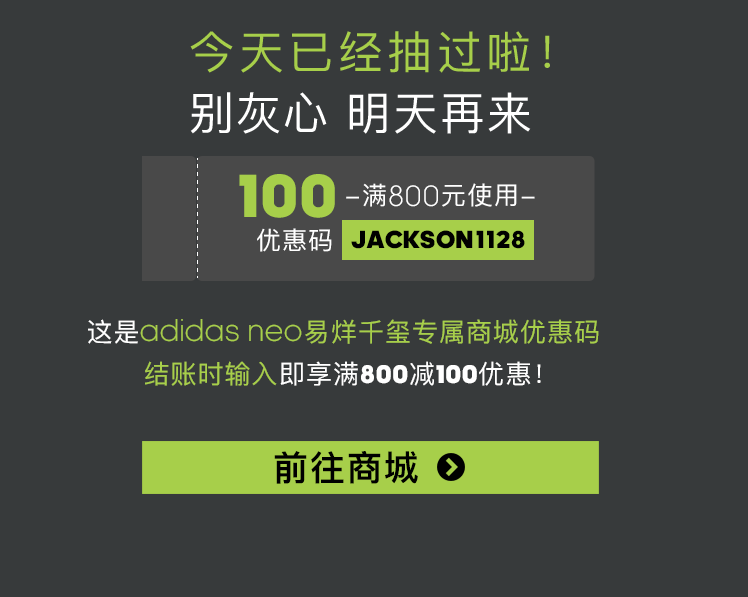 今天已经抽过啦！
别灰心 明天再来
100 –满800元使用–
优惠码 JACKSON1128
这是adidas neo易烊千玺专属商城优惠码
结账时输入即享满800减100优惠！
前往商城